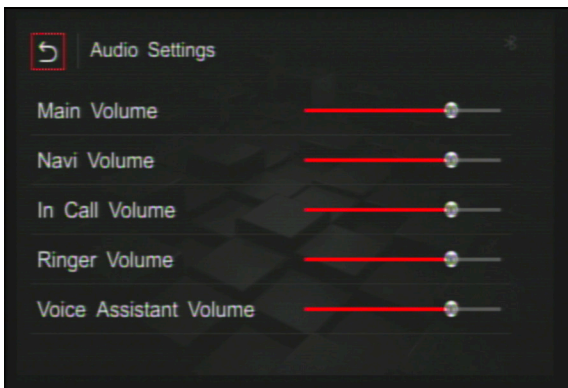 Audio Settings
Main Volume
Navi Volume
In Call Volume
Ringer Volume
Voice Assistant Volume